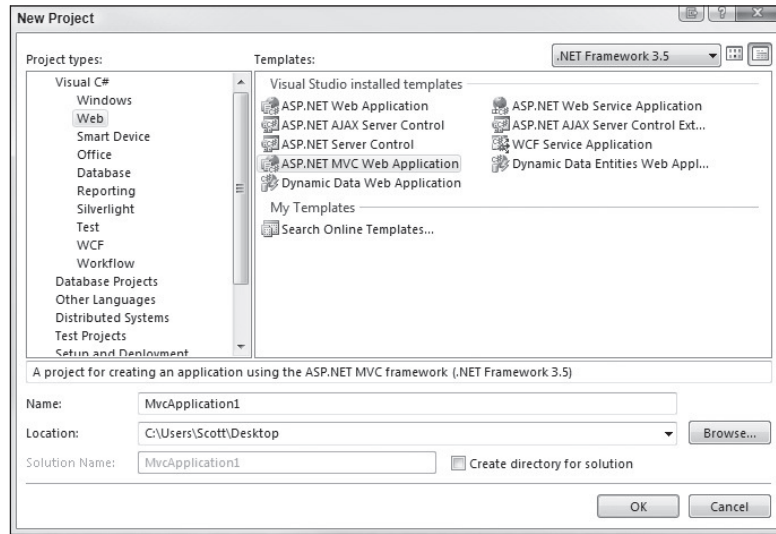 New Project
Project types:
Templates:
.NET Framework 3.5
Visual C#
Windows
Web
Smart Device
Office
Database
Reporting
Silverlight
Test
WCF
Workflow
Database Projects
Other Languages
Distributed Systems
Test Projects
Setup and Deployment
Visual Studio installed templates
ASP.NET Web Application
ASP.NET Web Service Application
ASP.NET AJAX Server Control
ASP.NET AJAX Server Control Ext...
ASP.NET Server Control
WCF Service Application
ASP.NET MVC Web Application
Dynamic Data Entities Web Appl...
Dynamic Data Web Application
My Templates
Search Online Templates...
A project for creating an application using the ASP.NET MVC framework (.NET Framework 3.5)
Name: MvcApplication1
Location: C:\Users\Scott\Desktop Browse...
Solution Name: MvcApplication1 Create directory for solution
OK Cancel